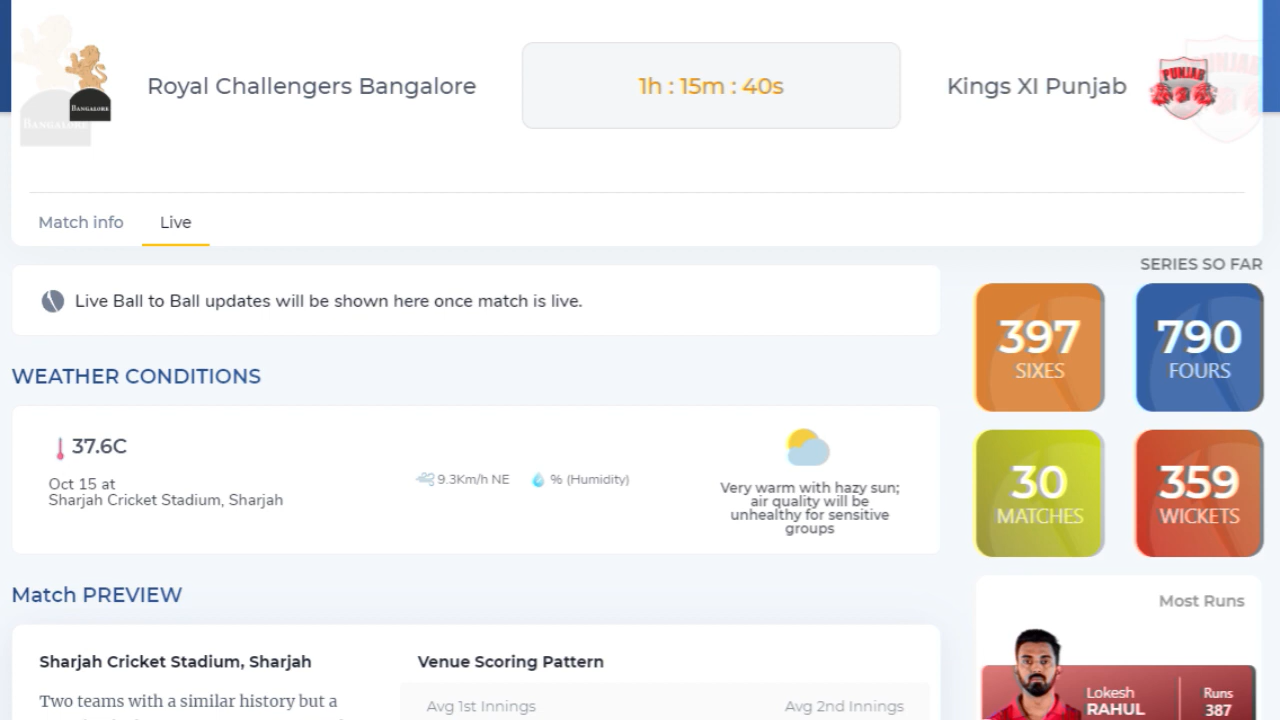 BANGALORE
BANGALORE
Royal Challengers Bangalore
1h : 15m : 40s
Kings XI Punjab
PUNJAB
PUNJAB
Match info
Live
SERIES SO FAR
Live Ball to Ball updates will be shown here once match is live.
397
SIXES
790
FOURS
WEATHER CONDITIONS
37.6C
Oct 15 at
Sharjah Cricket Stadium, Sharjah
9.3Km/h NE
% (Humidity)
Very warm with hazy sun;
air quality will be
unhealthy for sensitive
groups
30
MATCHES
359
WICKETS
Match PREVIEW
Most Runs
Sharjah Cricket Stadium, Sharjah
Venue Scoring Pattern
Two teams with a similar history but a
Avg 1st Innings
Avg 2nd Innings
Lokesh
RAHUL
Runs
387